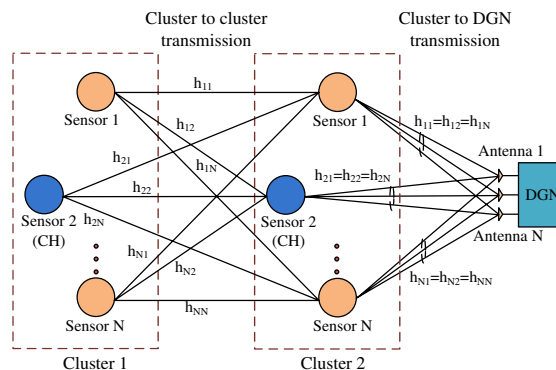 Cluster to cluster
transmission
Cluster to DGN
transmission
h11
Sensor 1
Sensor 1
h12
h11=h12=h1N
Antenna 1
h21
h1N
h22
h21=h22=h2N
DGN
Sensor 2
(CH)
h2N
Sensor 2
(CH)
Antenna N
hN1
hN2
hN1=hN2=hNN
hNN
Sensor N
Sensor N
Cluster 1
Cluster 2